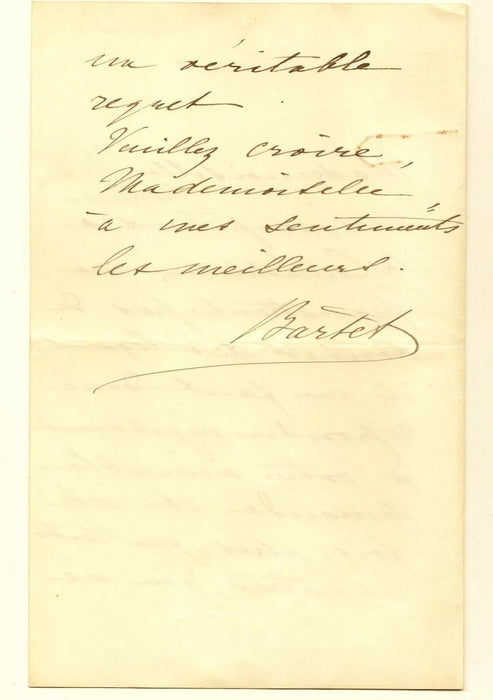 un véritable
regret.
Veuillez croire,
Mademoiselle
à mes sentiments
les meilleurs.
Bartet